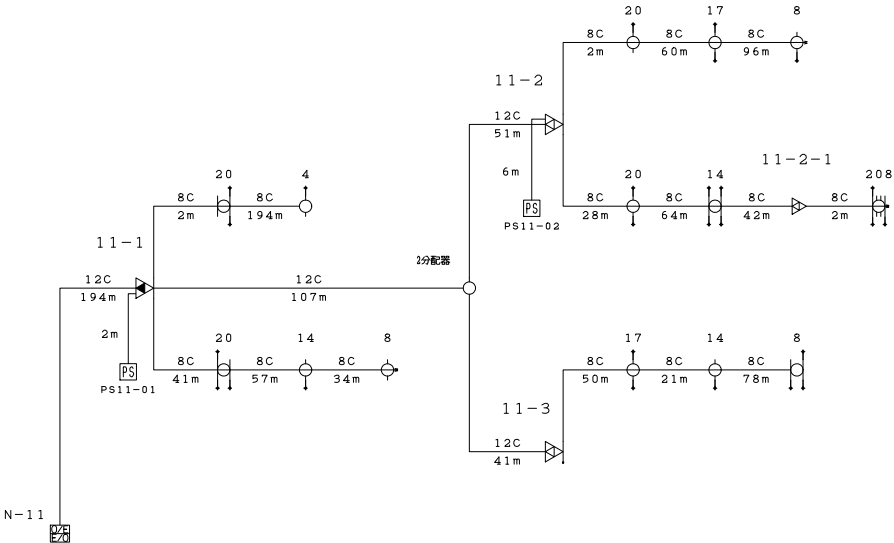 20 17 8
8C 8C 8C
2m 60m 96m
11-2
12C
51m
11-2-1
6m
20 14 208
20 4
8C 8C 8C 8C
28m 64m 42m 2m
8C 8C
2m 194m
PS
PS11-02
11-1
2分配器
12C 12C
194m 107m
2m
20 14 8
17 14 8
8C 8C 8C
41m 57m 34m
8C 8C 8C
50m 21m 78m
PS
PS11-01
11-3
12C
41m
N-11
O/E
E/O